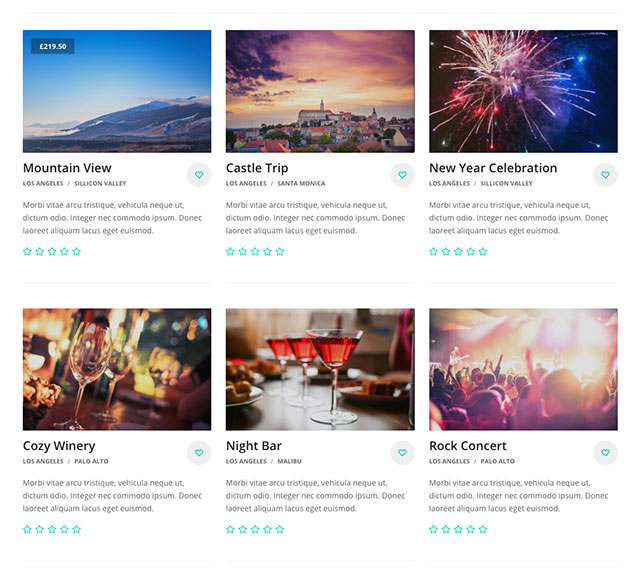 £219.50
Mountain View
LOS ANGELES / SILLICON VALLEY
Morbi vitae arcu tristique, vehicula neque ut,
dictum odio. Integer nec commodo ipsum. Donec
laoreet aliquam lacus eget euismod.
Castle Trip
LOS ANGELES / SANTA MONICA
Morbi vitae arcu tristique, vehicula neque ut,
dictum odio. Integer nec commodo ipsum. Donec
laoreet aliquam lacus eget euismod.
New Year Celebration
LOS ANGELES / SILLICON VALLEY
Morbi vitae arcu tristique, vehicula neque ut,
dictum odio. Integer nec commodo ipsum. Donec
laoreet aliquam lacus eget euismod.
Cozy Winery
LOS ANGELES / PALO ALTO
Morbi vitae arcu tristique, vehicula neque ut,
dictum odio. Integer nec commodo ipsum. Donec
laoreet aliquam lacus eget euismod.
Night Bar
LOS ANGELES / MALIBU
Morbi vitae arcu tristique, vehicula neque ut,
dictum odio. Integer nec commodo ipsum. Donec
laoreet aliquam lacus eget euismod.
Rock Concert
LOS ANGELES / PALO ALTO
Morbi vitae arcu tristique, vehicula neque ut,
dictum odio. Integer nec commodo ipsum. Donec
laoreet aliquam lacus eget euismod.